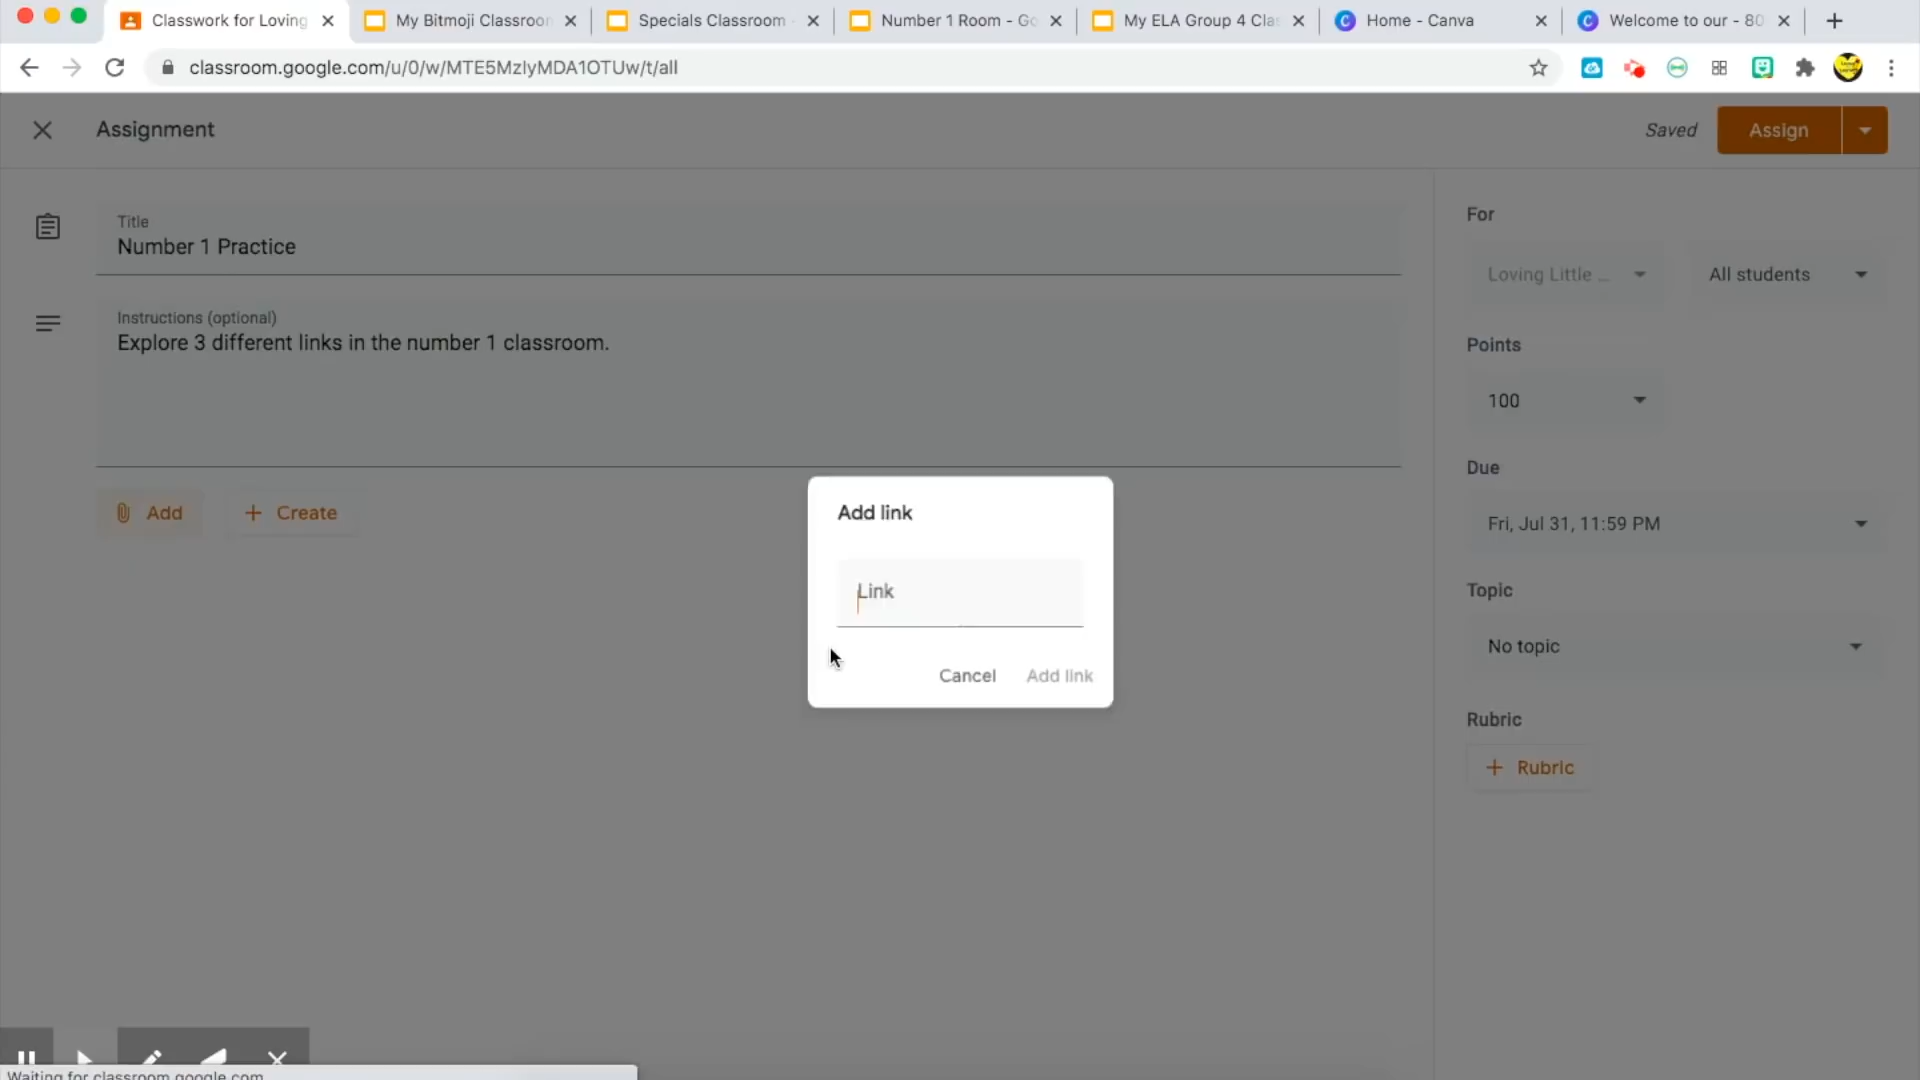 Classwork for Loving
My Bitmoji Classroon
Specials Classroom -
Number 1 Room - Go
My ELA Group 4 Clas
Home - Canva
Welcome to our - 80
classroom.google.com/u/0/w/MTE5MzIyMDA1OTUw/t/all
Assignment
Saved
Assign
Title
Number 1 Practice
Instructions (optional)
Explore 3 different links in the number 1 classroom.
Add
Create
For
Loving Little ...
All students
Points
100
Due
Fri, Jul 31, 11:59 PM
Topic
No topic
Rubric
Rubric
Add link
Link
Cancel
Add link
Waiting for classroom.google.com